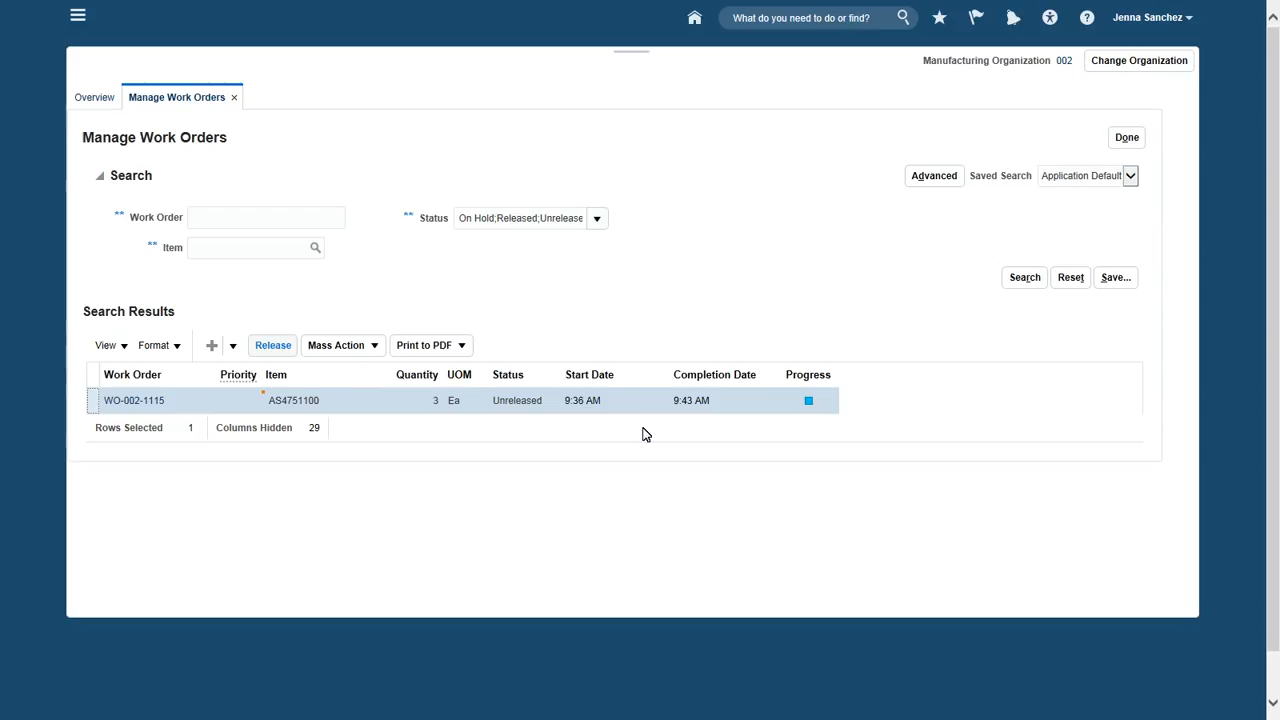 What do you need to do or find?
Jenna Sanchez
Manufacturing Organization 002 Change Organization
Overview Manage Work Orders ×
Manage Work Orders Done
Search Advanced Saved Search Application Default
** Work Order ** Status On Hold;Released;Unrelease
** Item
Search Reset Save...
Search Results
View Format Release Mass Action Print to PDF
Work Order Priority Item Quantity UOM Status Start Date Completion Date Progress
WO-002-1115 AS4751100 3 Ea Unreleased 9:36 AM 9:43 AM
Rows Selected 1 Columns Hidden 29